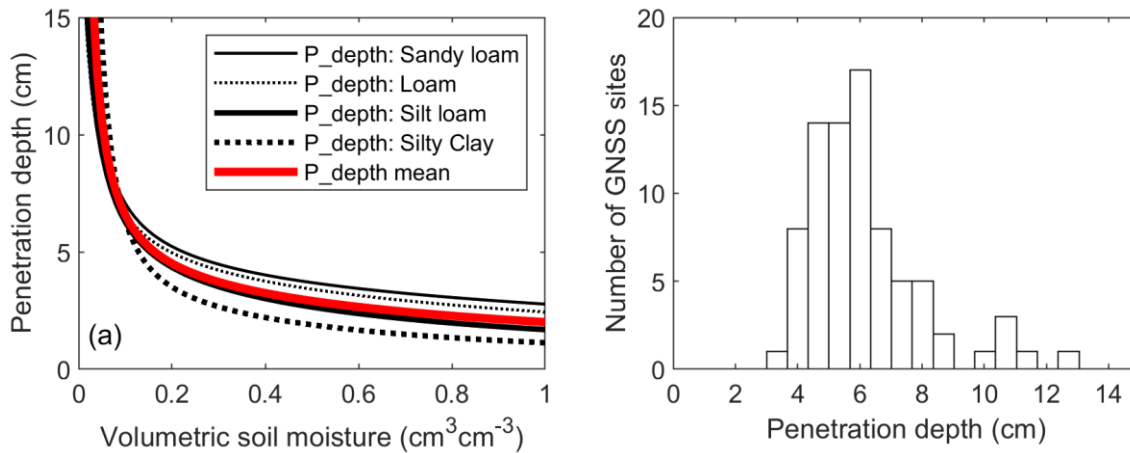 15
10
5
0
Penetration depth (cm)
P_depth: Sandy loam
P_depth: Loam
P_depth: Silt loam
P_depth: Silty Clay
P_depth mean
(a)
0 0.2 0.4 0.6 0.8 1
Volumetric soil moisture (cm³cm⁻³)
20
15
10
5
0
Number of GNSS sites
0 2 4 6 8 10 12 14
Penetration depth (cm)